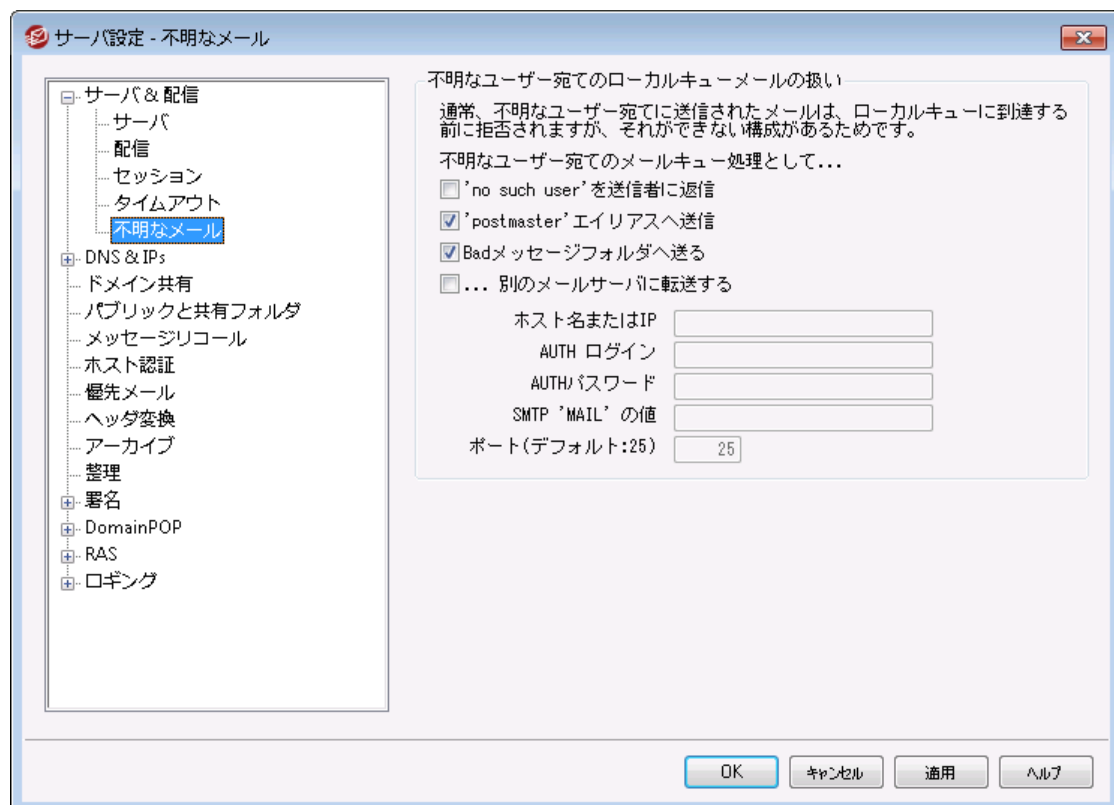 サーバ設定 - 不明なメール
サーバ & 配信
サーバ
配信
セッション
タイムアウト
不明なメール
DNS & IPs
ドメイン共有
パブリックと共有フォルダ
メッセージリコール
ホスト認証
優先メール
ヘッダ変換
アーカイブ
整理
署名
DomainPOP
RAS
ロギング
不明なユーザー宛てのローカルキューメールの扱い
通常、不明なユーザー宛てに送信されたメールは、ローカルキューに到達する
前に拒否されますが、それができない構成があるためです。
不明なユーザー宛てのメールキュー処理として...
'no such user'を送信者に返信
'postmaster'エイリアスへ送信
Badメッセージフォルダへ送る
... 別のメールサーバに転送する
ホスト名またはIP
AUTH ログイン
AUTHパスワード
SMTP 'MAIL' の値
ポート(デフォルト:25)
25
OK
キャンセル
適用
ヘルプ